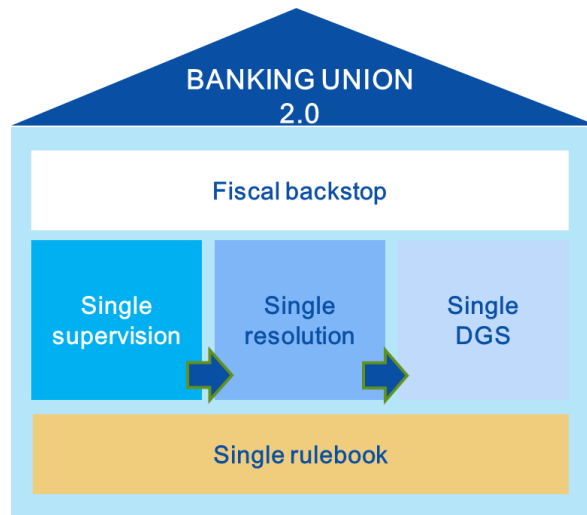 BANKING UNION
2.0
Fiscal backstop
Single
supervision
Single
resolution
Single
DGS
Single rulebook